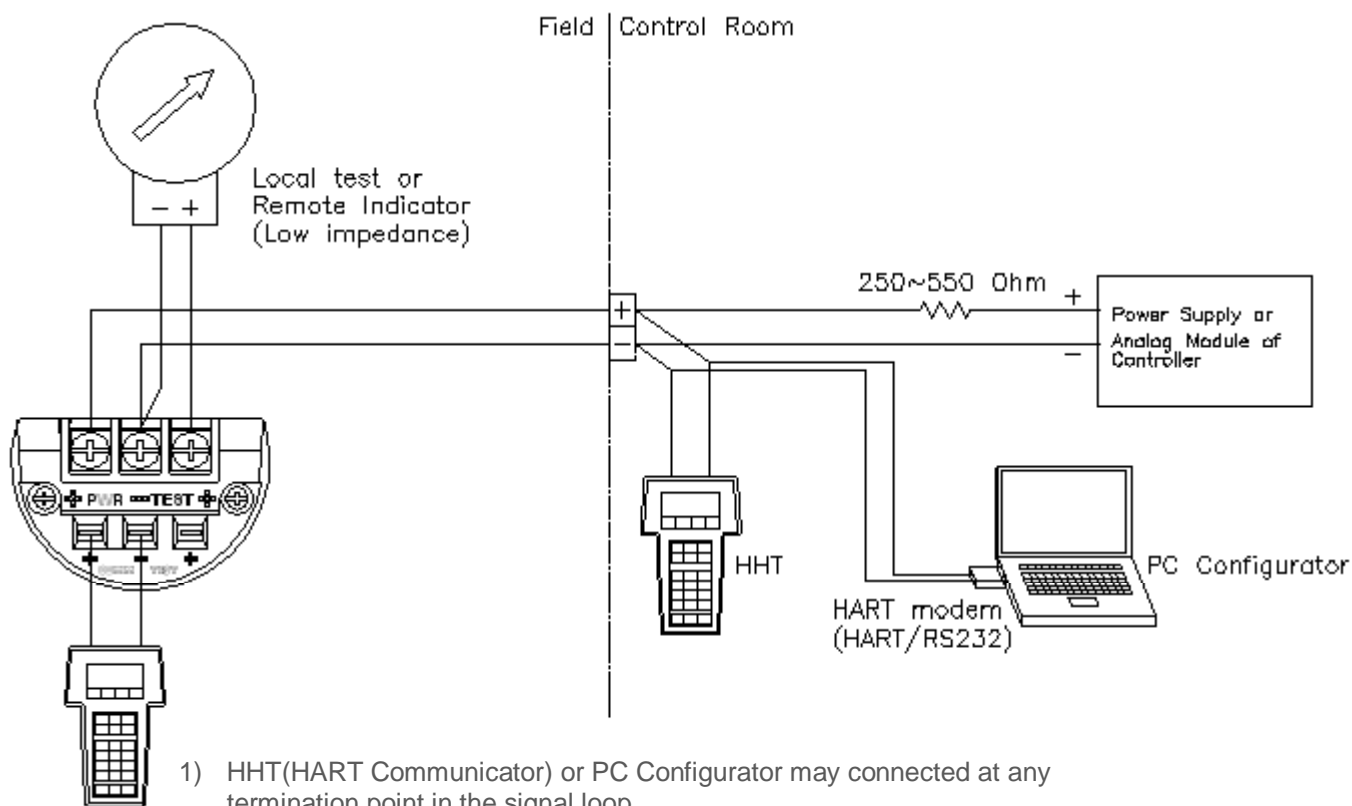 Field
Control Room
Local test or
Remote Indicator
(Low impedance)
− +
250~550 Ohm
+
−
Power Supply or
Analog Module of
Controller
+
−
+ PWR − TEST +
+ − +
TEST
HHT
HART modem
(HART/RS232)
PC Configurator
1) HHT(HART Communicator) or PC Configurator may connected at any
termination point in the signal loop